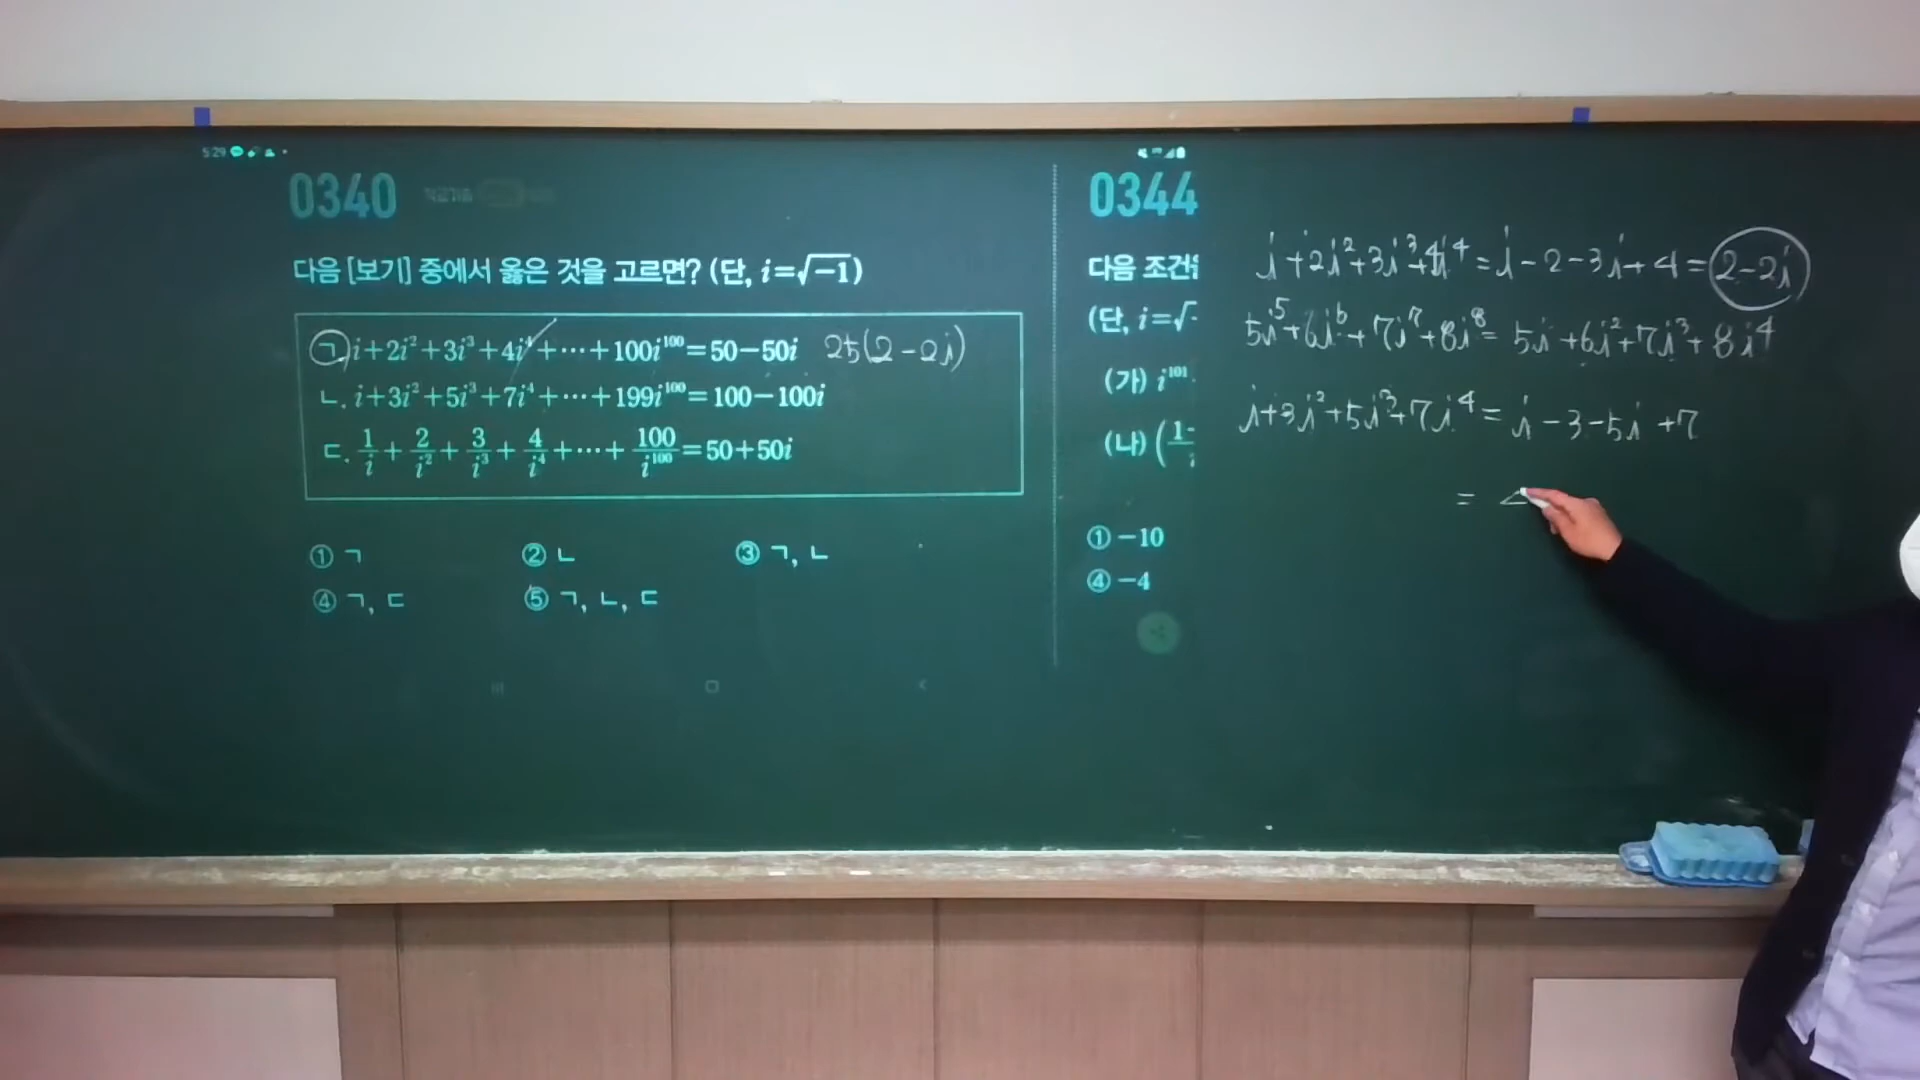 5:29
0340
다음 [보기] 중에서 옳은 것을 고르면? (단, i=√-1)
ㄱ. i+2i²+3i³+4i⁴+⋯+100i¹⁰⁰=50-50i 25(2-2i)
ㄴ. i+3i²+5i³+7i⁴+⋯+199i¹⁰⁰=100-100i
ㄷ. 1/i+2/i²+3/i³+4/i⁴+⋯+100/i¹⁰⁰=50+50i
① ㄱ ② ㄴ ③ ㄱ, ㄴ
④ ㄱ, ㄷ ⑤ ㄱ, ㄴ, ㄷ
0344
다음 조건
(단, i=√-
(가) i¹⁰¹
(나) (1-
① -10
④ -4
i+2i²+3i³+4i⁴=i-2-3i+4=2-2i
5i⁵+6i⁶+7i⁷+8i⁸=5i+6i²+7i³+8i⁴
i+3i²+5i³+7i⁴=i-3-5i+7
=